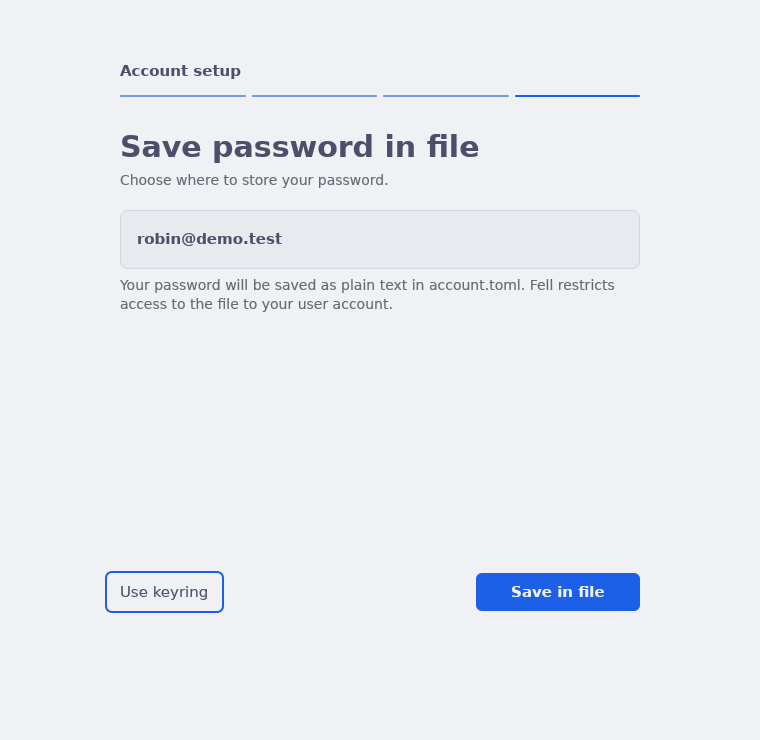 Account setup
Save password in file
Choose where to store your password.
robin@demo.test
Your password will be saved as plain text in account.toml. Fell restricts
access to the file to your user account.
Use keyring
Save in file